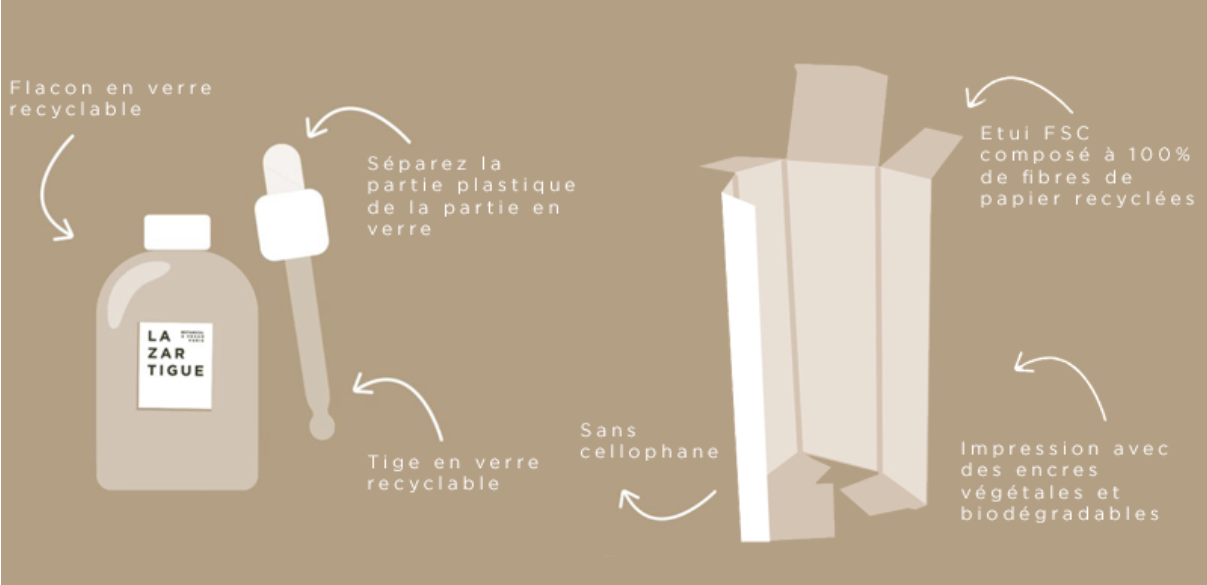 Flacon en verre
recyclable
Séparez la
partie plastique
de la partie en
verre
LA
ZAR
TIGUE
BOTANICAL
& VEGAN
PARIS
Tige en verre
recyclable
Sans
cellophane
Etui FSC
composé à 100%
de fibres de
papier recyclées
Impression avec
des encres
végétales et
biodégradables